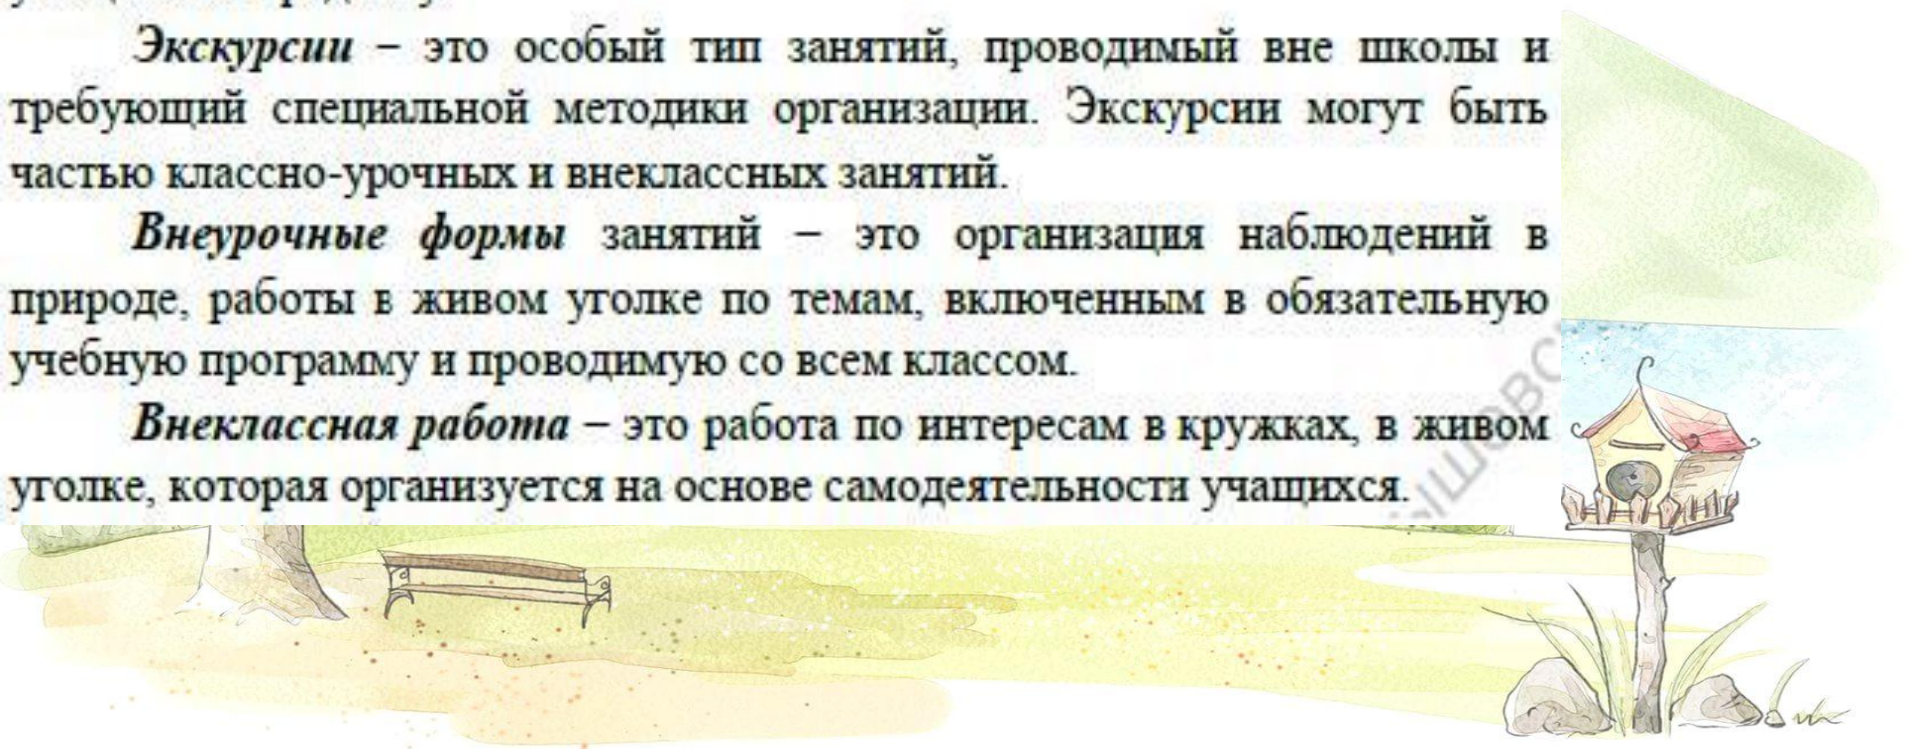 Экскурсии – это особый тип занятий, проводимый вне школы и
требующий специальной методики организации. Экскурсии могут быть
частью классно-урочных и внеклассных занятий.
Внеурочные формы занятий – это организация наблюдений в
природе, работы в живом уголке по темам, включенным в обязательную
учебную программу и проводимую со всем классом.
Внеклассная работа – это работа по интересам в кружках, в живом
уголке, которая организуется на основе самодеятельности учащихся.